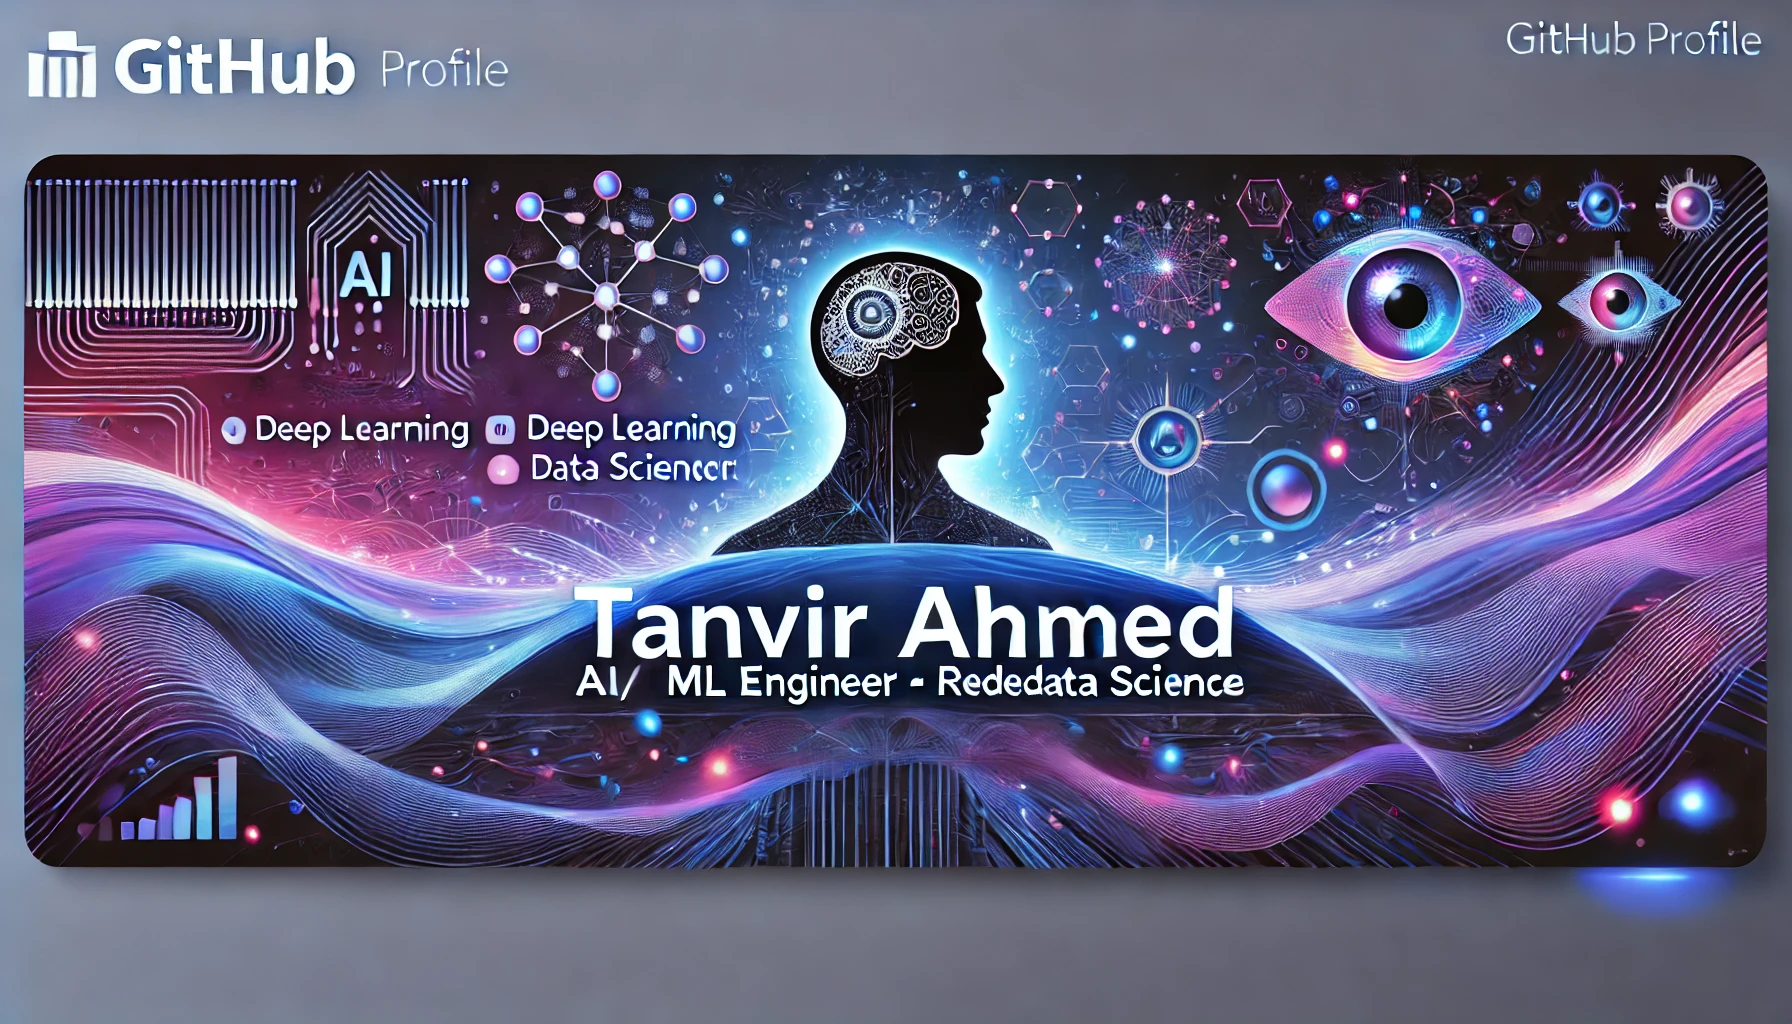 GitHub Profile
GitHub Profile
AI
Deep Learning
Deep Learning
Data Sciencor:
Tanvir Ahmed
AI/ ML Engineer - Rededata Science